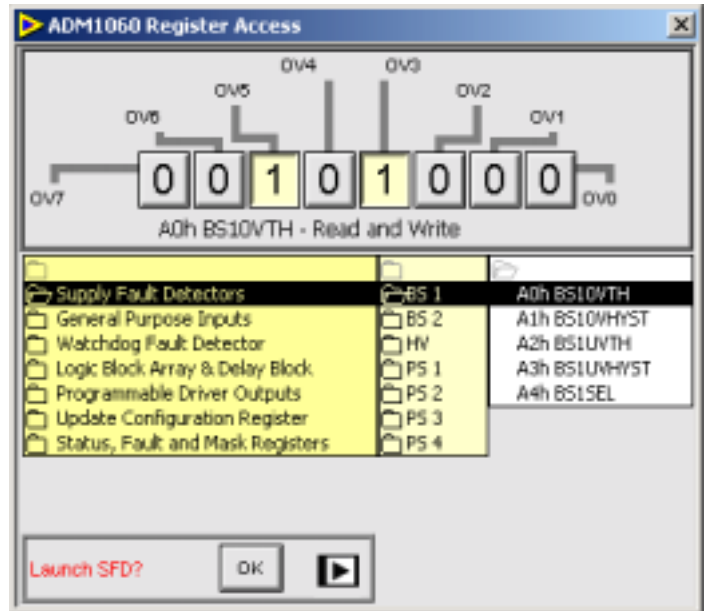 ADM1060 Register Access
OV4 OV3
OV5 OV2
OV6 OV1
0 0 1 0 1 0 0 0
OV7 OV0
A0h BS1OVTH - Read and Write
Supply Fault Detectors BS 1 A0h BS1OVTH
General Purpose Inputs BS 2 A1h BS1OVHYST
Watchdog Fault Detector HV A2h BS1UVTH
Logic Block Array & Delay Block PS 1 A3h BS1UVHYST
Programmable Driver Outputs PS 2 A4h BS1SEL
Update Configuration Register PS 3
Status, Fault and Mask Registers PS 4
Launch SFD? OK